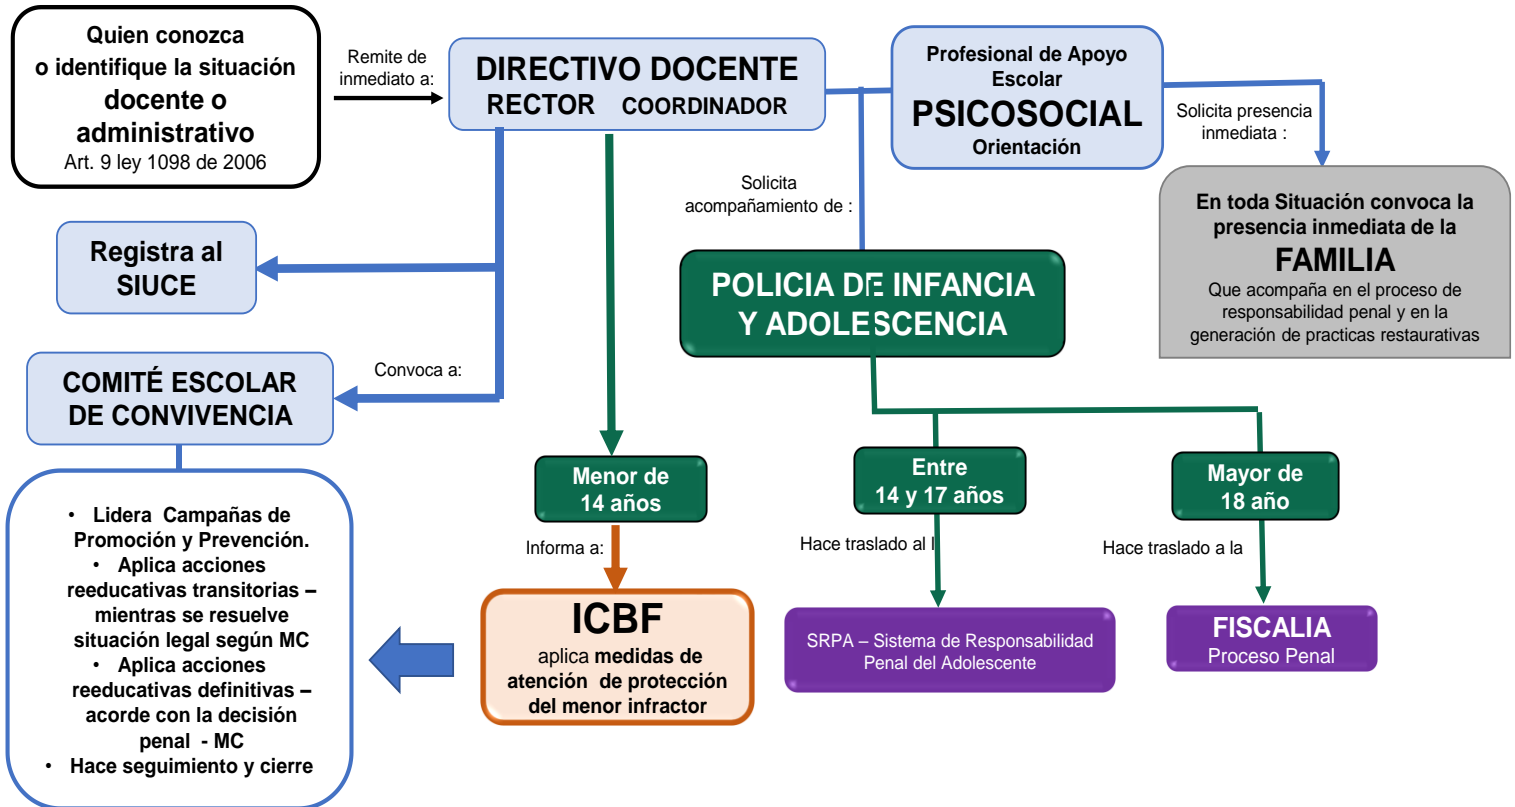 Quien conozca
o identifique la situación
docente o
administrativo
Art. 9 ley 1098 de 2006
Remite de
inmediato a:
DIRECTIVO DOCENTE
RECTOR COORDINADOR
Profesional de Apoyo
Escolar
PSICOSOCIAL
Orientación
Solicita presencia
inmediata :
En toda Situación convoca la
presencia inmediata de la
FAMILIA
Que acompaña en el proceso de
responsabilidad penal y en la
generación de practicas restaurativas
Solicita
acompañamiento de :
Registra al
SIUCE
POLICIA DE INFANCIA
Y ADOLESCENCIA
Convoca a:
COMITÉ ESCOLAR
DE CONVIVENCIA
Menor de
14 años
Entre
14 y 17 años
Mayor de
18 año
• Lidera Campañas de
Promoción y Prevención.
• Aplica acciones
reeducativas transitorias –
mientras se resuelve
situación legal según MC
• Aplica acciones
reeducativas definitivas –
acorde con la decisión
penal - MC
• Hace seguimiento y cierre
Informa a:
Hace traslado al l
Hace traslado a la
ICBF
aplica medidas de
atención de protección
del menor infractor
SRPA – Sistema de Responsabilidad
Penal del Adolescente
FISCALIA
Proceso Penal